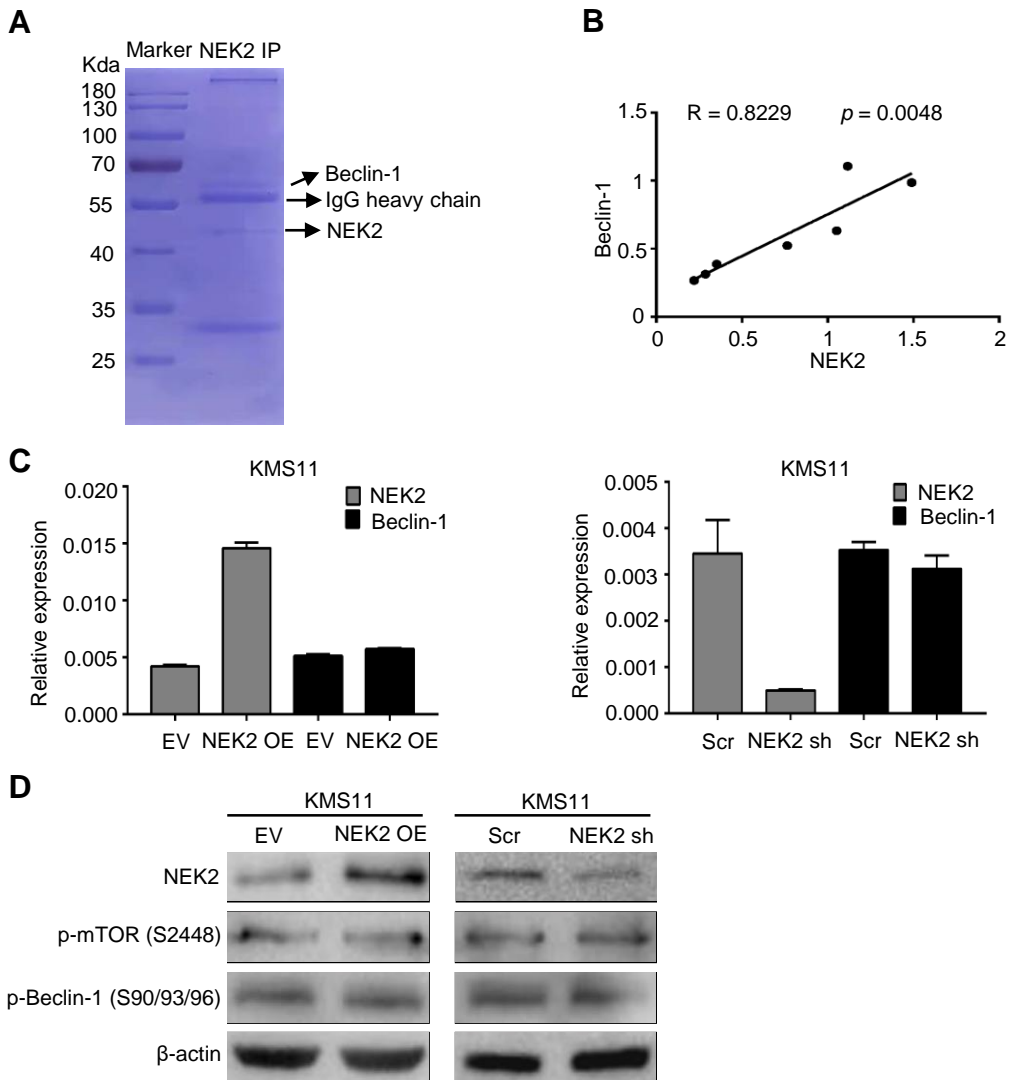 A
Marker NEK2 IP
Kda
180
130
100
70
55
40
35
25
Beclin-1
IgG heavy chain
NEK2
B
R = 0.8229 p = 0.0048
Beclin-1
1.5
1
0.5
0
0 0.5 1 1.5 2
NEK2
C
KMS11
NEK2
Beclin-1
Relative expression
0.020
0.015
0.010
0.005
0.000
EV NEK2 OE EV NEK2 OE
KMS11
NEK2
Beclin-1
Relative expression
0.005
0.004
0.003
0.002
0.001
0.000
Scr NEK2 sh Scr NEK2 sh
D
KMS11 KMS11
EV NEK2 OE Scr NEK2 sh
NEK2
p-mTOR (S2448)
p-Beclin-1 (S90/93/96)
β-actin